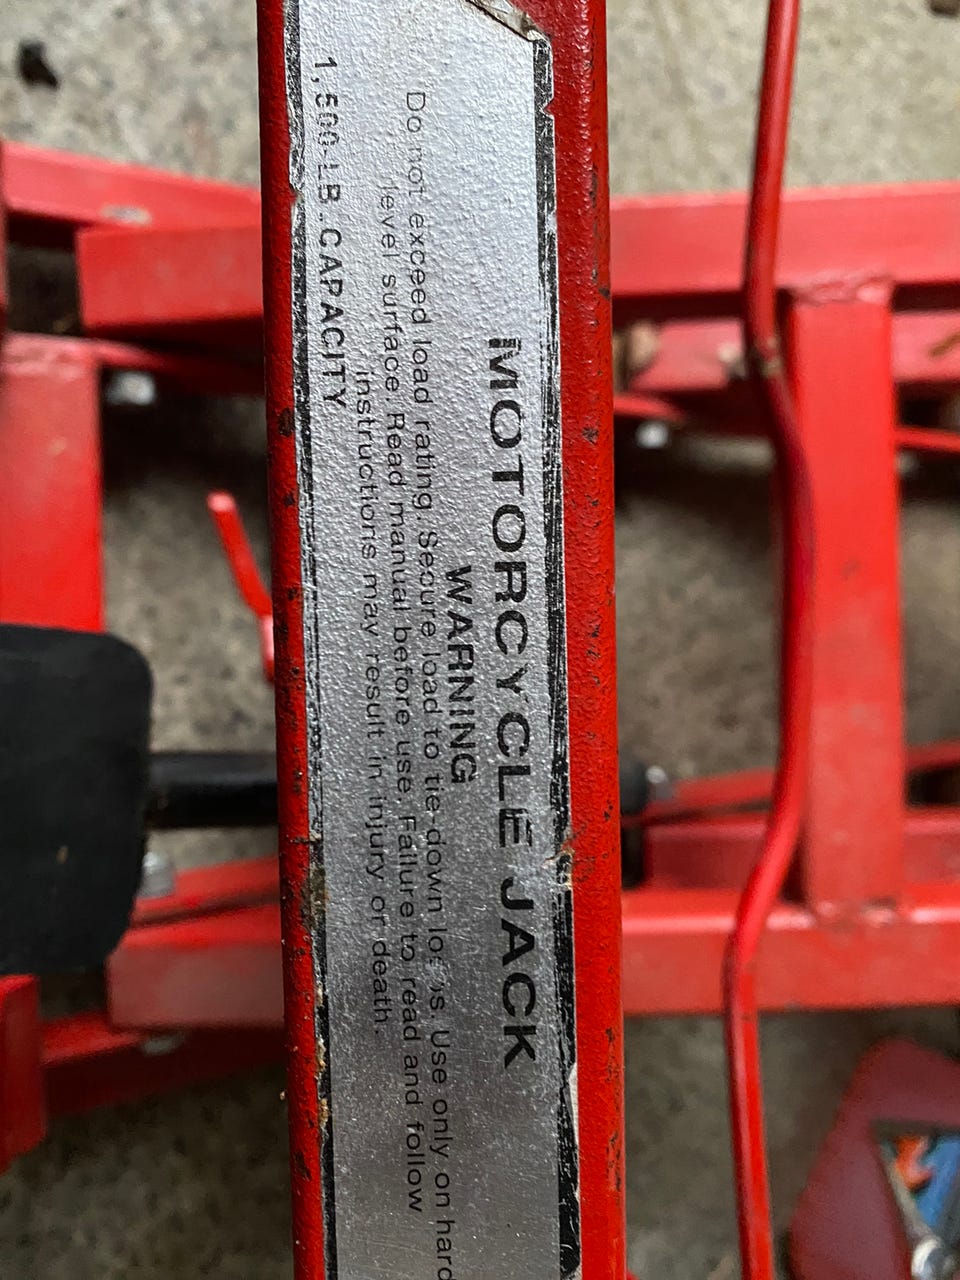 MOTORCYCLE JACK
WARNING
Do not exceed load rating. Secure load to tie-down loc is. Use only on hard
level surface. Read manual before use. Failure to read and follow
instructions may result in injury or death.
1,500 LB. CAPACITY